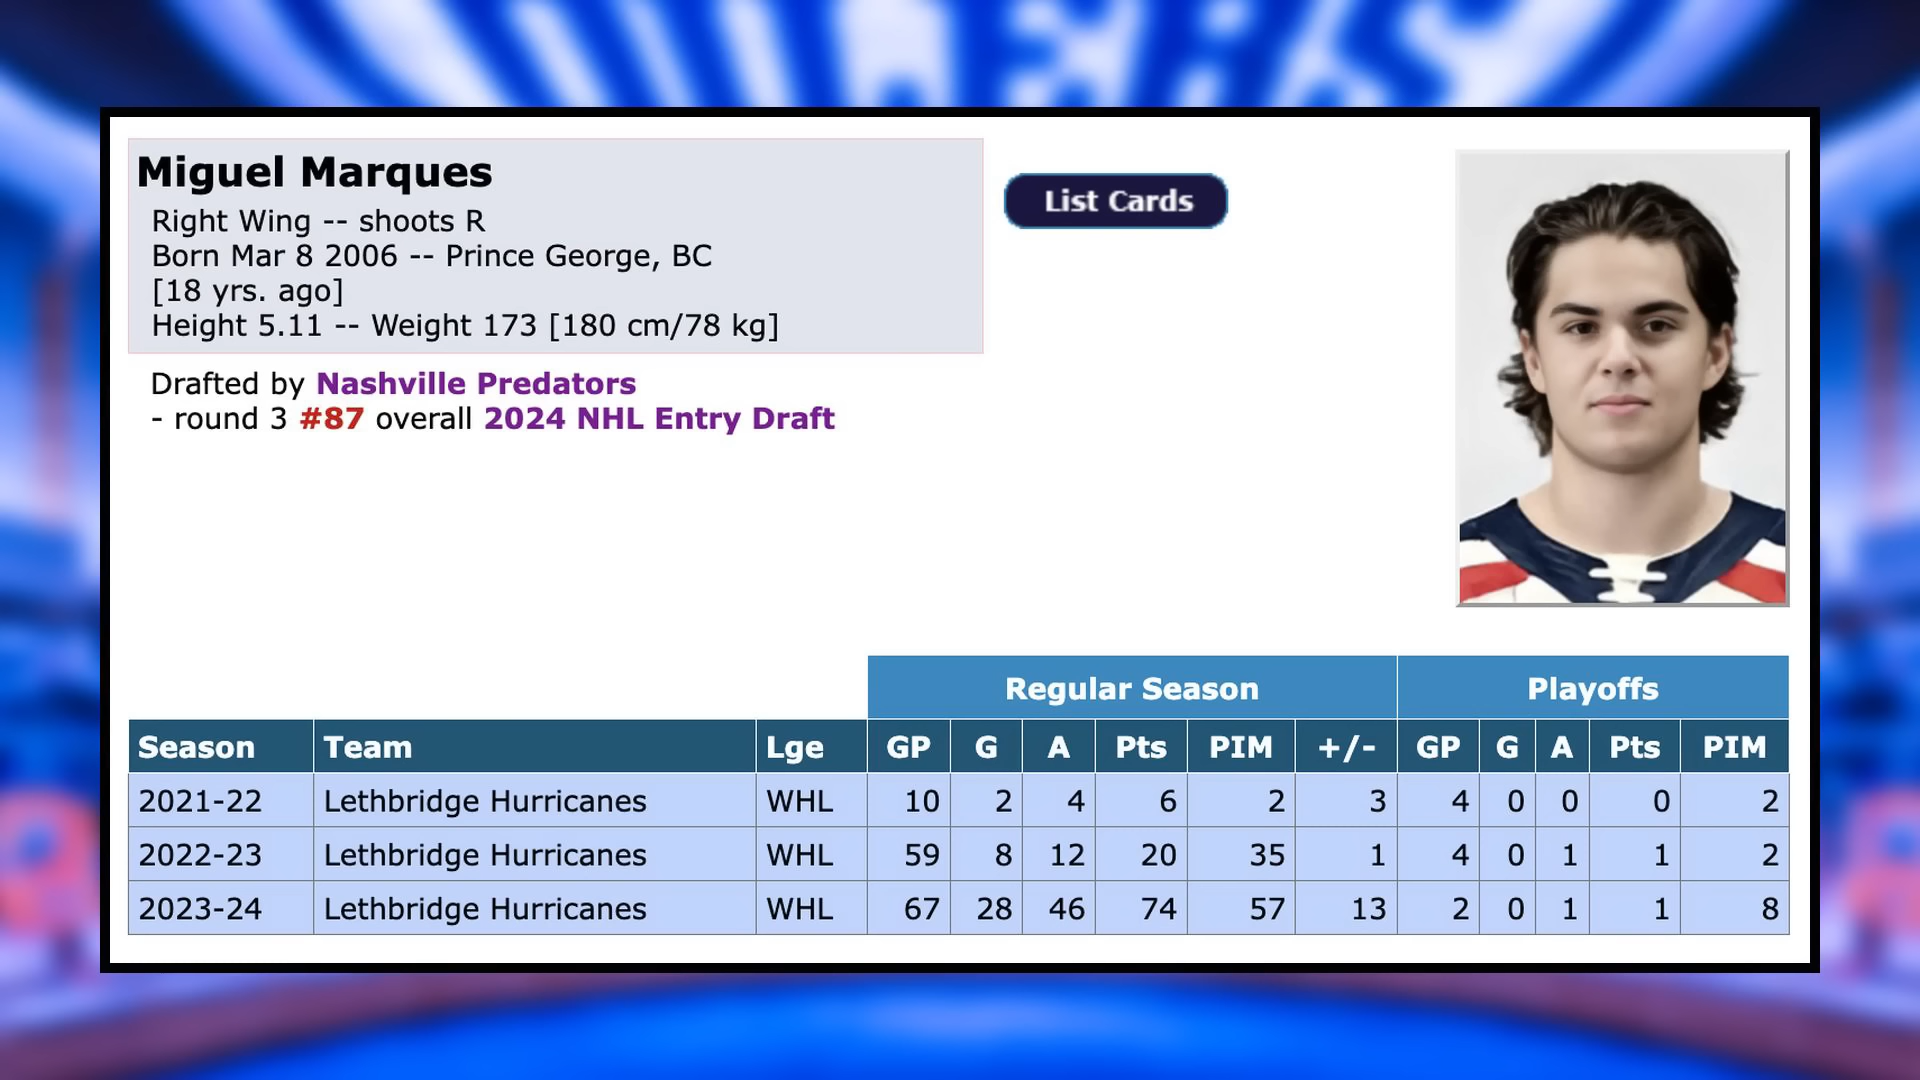 Miguel Marques
Right Wing -- shoots R
Born Mar 8 2006 -- Prince George, BC
[18 yrs. ago]
Height 5.11 -- Weight 173 [180 cm/78 kg]
List Cards
Drafted by Nashville Predators
- round 3 #87 overall 2024 NHL Entry Draft
Regular Season Playoffs
Season Team Lge GP G A Pts PIM +/- GP G A Pts PIM
2021-22 Lethbridge Hurricanes WHL 10 2 4 6 2 3 4 0 0 0 2
2022-23 Lethbridge Hurricanes WHL 59 8 12 20 35 1 4 0 1 1 2
2023-24 Lethbridge Hurricanes WHL 67 28 46 74 57 13 2 0 1 1 8